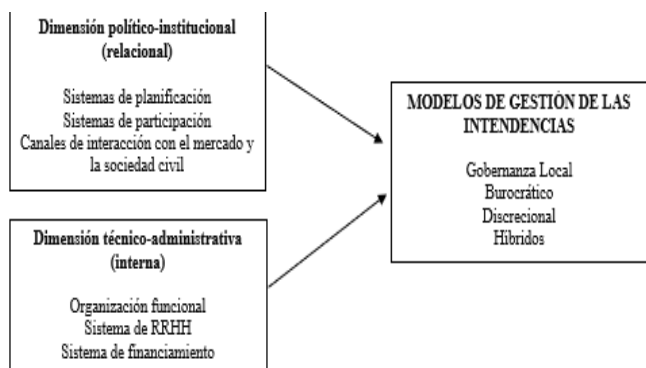 Dimensión político-institucional
(relacional)
Sistemas de planificación
Sistemas de participación
Canales de interacción con el mercado y
la sociedad civil
Dimensión técnico-administrativa
(interna)
Organización funcional
Sistema de RRHH
Sistema de financiamiento
MODELOS DE GESTIÓN DE LAS
INTENDENCIAS
Gobernanza Local
Burocrático
Discrecional
Híbridos